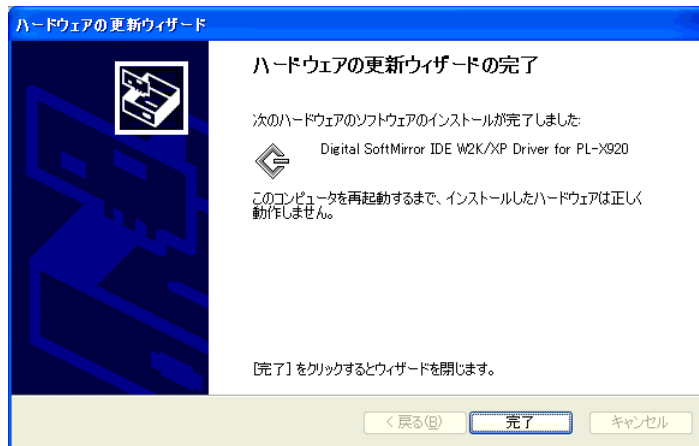 ハードウェアの更新ウィザード
ハードウェアの更新ウィザードの完了
次のハードウェアのソフトウェアのインストールが完了しました:
Digital SoftMirror IDE W2K/XP Driver for PL-X920
このコンピュータを再起動するまで、インストールしたハードウェアは正しく
動作しません。
[完了] をクリックするとウィザードを閉じます。
< 戻る(B)
完了
キャンセル